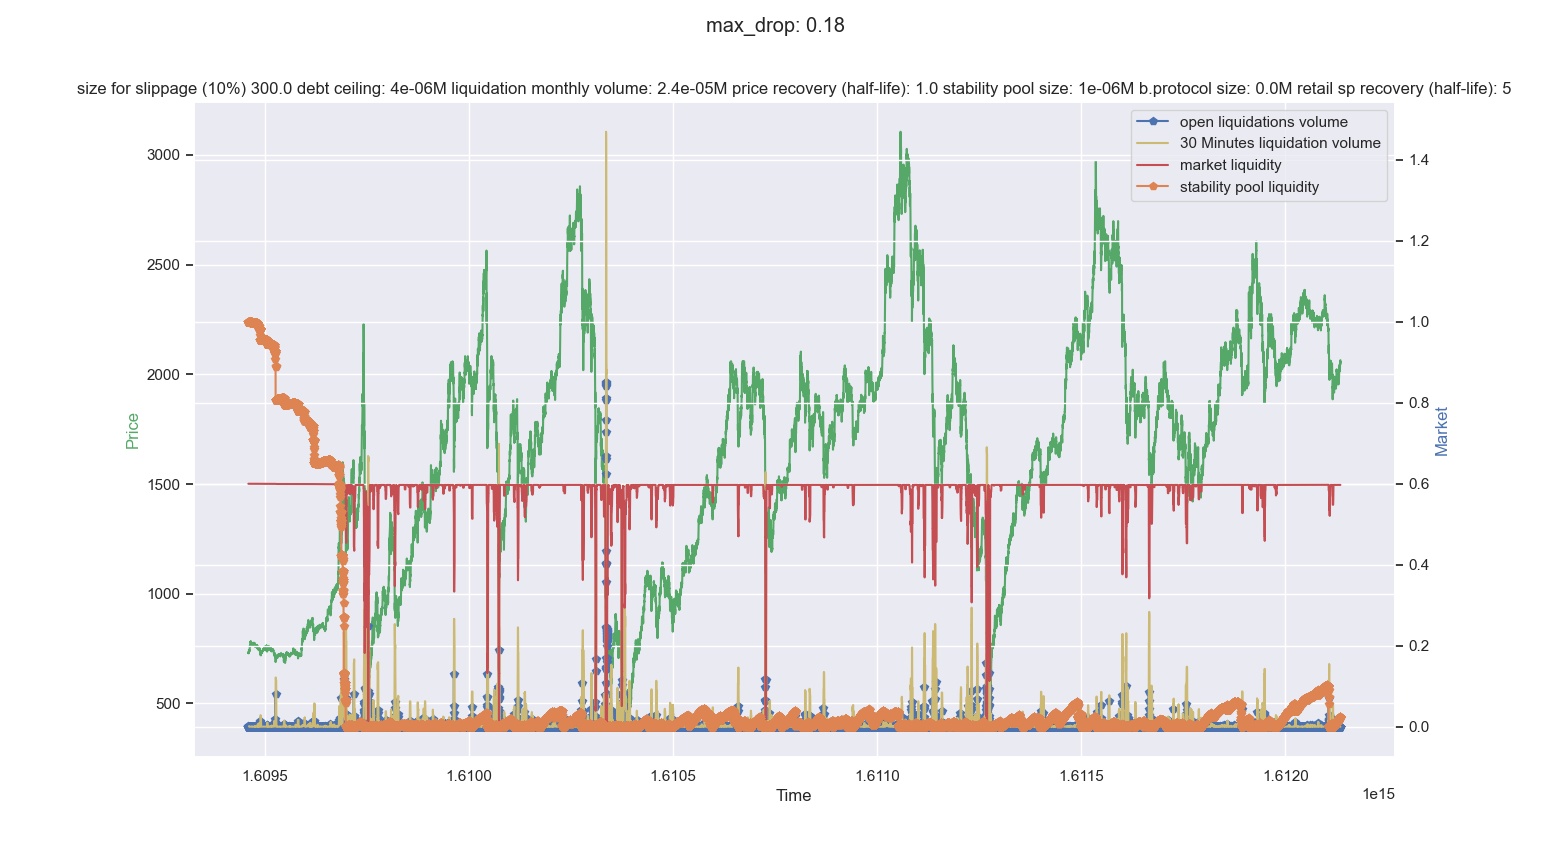 max_drop: 0.18
size for slippage (10%) 300.0 debt ceiling: 4e-06M liquidation monthly volume: 2.4e-05M price recovery (half-life): 1.0 stability pool size: 1e-06M b.protocol size: 0.0M retail sp recovery (half-life): 5
open liquidations volume
30 Minutes liquidation volume
market liquidity
stability pool liquidity
3000
2500
2000
1500
1000
500
Price
1.4
1.2
1.0
0.8
0.6
0.4
0.2
0.0
Market
1.6095 1.6100 1.6105 1.6110 1.6115 1.6120
1e15
Time